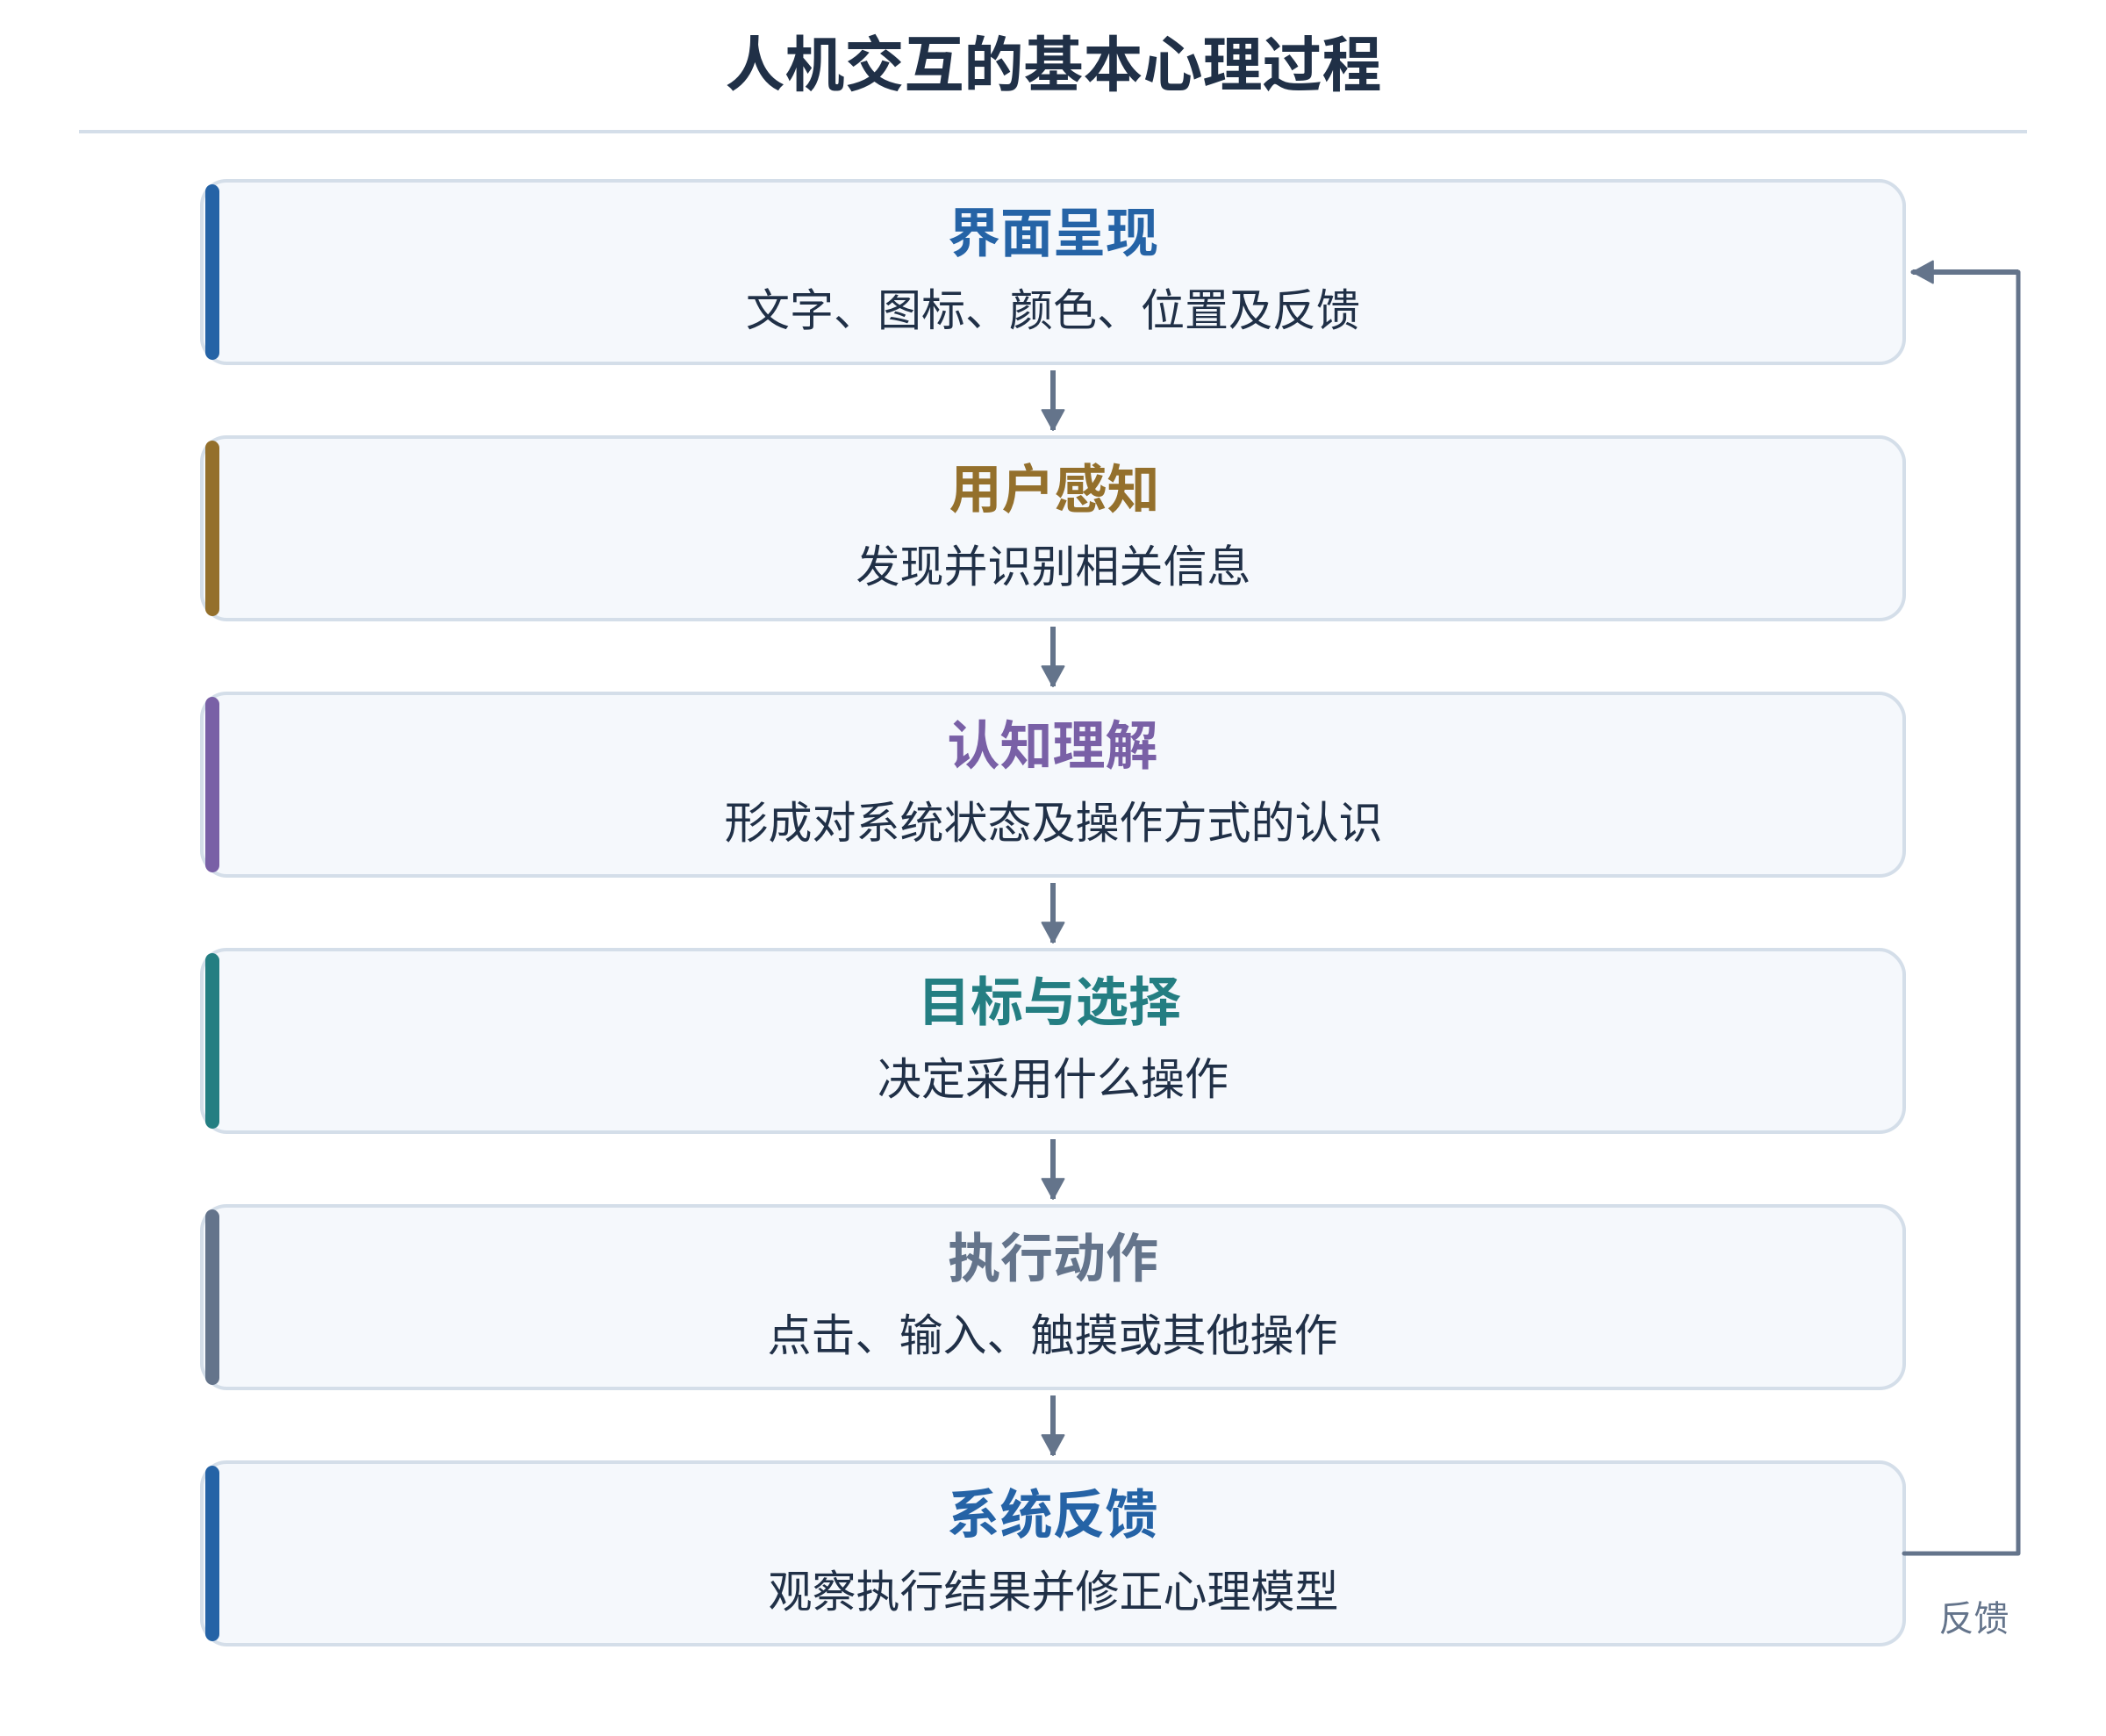 人机交互的基本心理过程
界面呈现
文字、图标、颜色、位置及反馈
用户感知
发现并识别相关信息
认知理解
形成对系统状态及操作方式的认识
目标与选择
决定采用什么操作
执行动作
点击、输入、触摸或其他操作
系统反馈
观察执行结果并修正心理模型
反馈